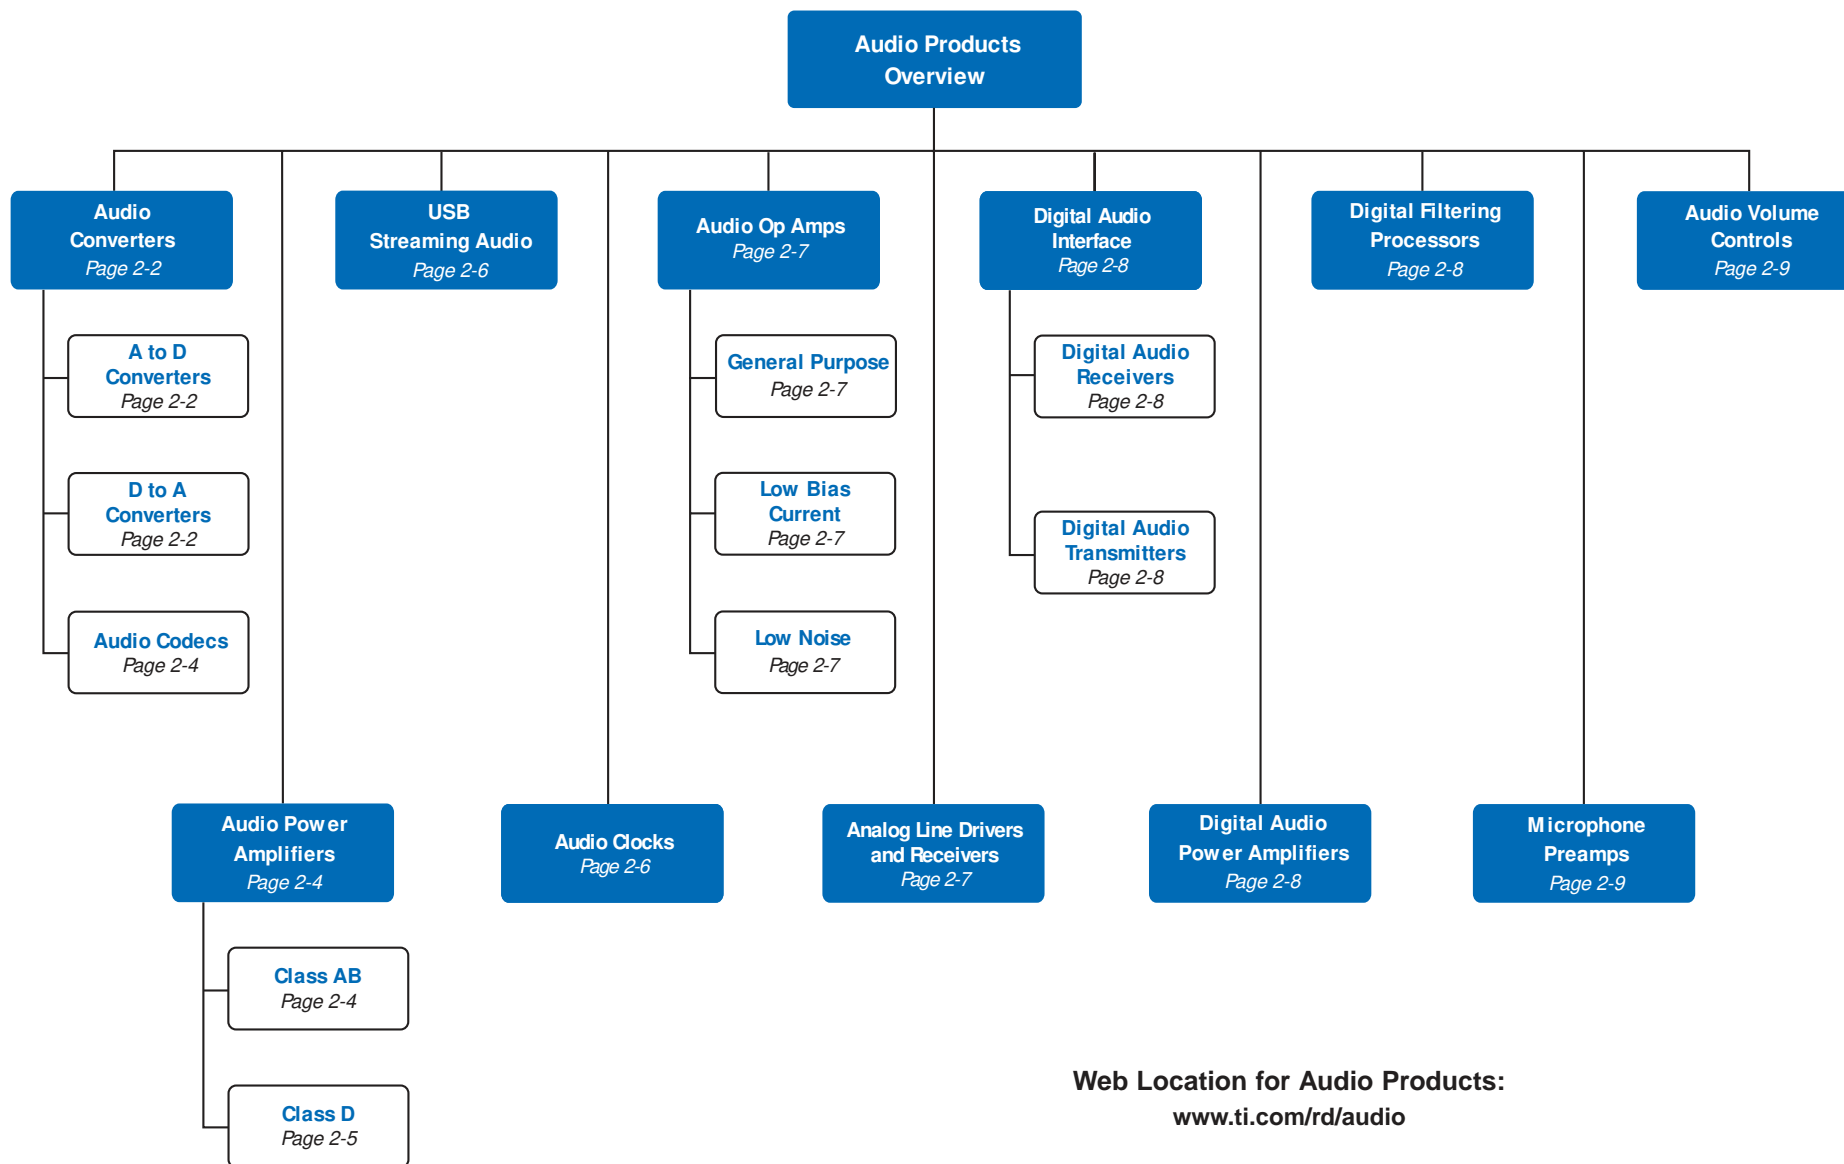 Audio Products
Overview
Audio
Converters
Page 2-2
USB
Streaming Audio
Page 2-6
Audio Op Amps
Page 2-7
Digital Audio
Interface
Page 2-8
Digital Filtering
Processors
Page 2-8
Audio Volume
Controls
Page 2-9
A to D
Converters
Page 2-2
General Purpose
Page 2-7
Digital Audio
Receivers
Page 2-8
D to A
Converters
Page 2-2
Low Bias
Current
Page 2-7
Digital Audio
Transmitters
Page 2-8
Audio Codecs
Page 2-4
Low Noise
Page 2-7
Audio Power
Amplifiers
Page 2-4
Audio Clocks
Page 2-6
Analog Line Drivers
and Receivers
Page 2-7
Digital Audio
Power Amplifiers
Page 2-8
Microphone
Preamps
Page 2-9
Class AB
Page 2-4
Class D
Page 2-5
Web Location for Audio Products:
www.ti.com/rd/audio